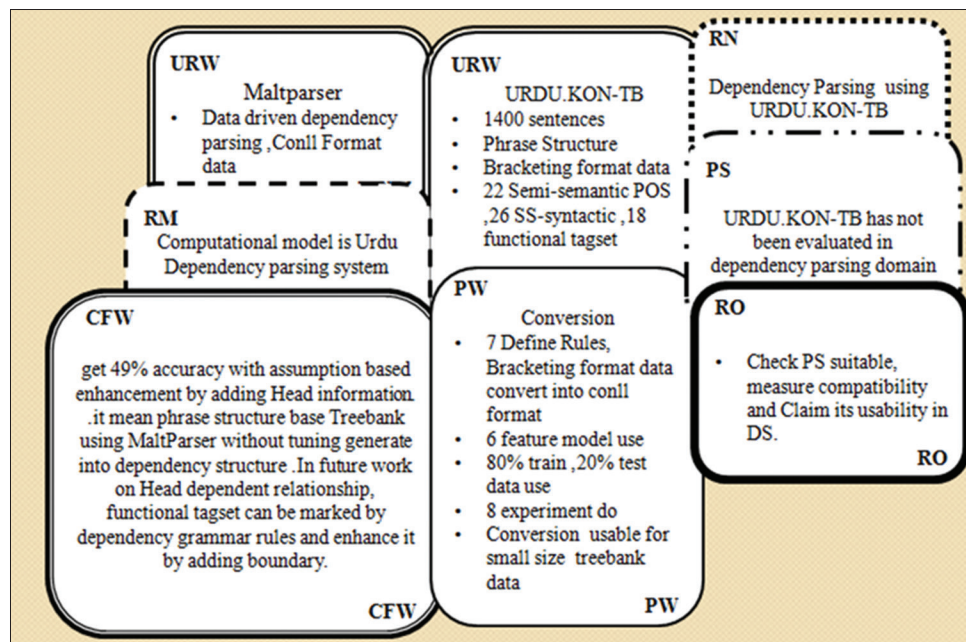 URW
Maltparser
• Data driven dependency
parsing ,Conll Format
data
URW
URDU.KON-TB
• 1400 sentences
• Phrase Structure
• Bracketing format data
• 22 Semi-semantic POS
,26 SS-syntactic ,18
functional tagset
RN
Dependency Parsing using
URDU.KON-TB
PS
URDU.KON-TB has not
been evaluated in
dependency parsing domain
RM
Computational model is Urdu
Dependency parsing system
CFW
get 49% accuracy with assumption based
enhancement by adding Head information
.it mean phrase structure base Treebank
using MaltParser without tuning generate
into dependency structure .In future work
on Head dependent relationship,
functional tagset can be marked by
dependency grammar rules and enhance it
by adding boundary.
CFW
PW
Conversion
• 7 Define Rules,
Bracketing format data
convert into conll
format
• 6 feature model use
• 80% train ,20% test
data use
• 8 experiment do
• Conversion usable for
small size treebank
data
PW
RO
• Check PS suitable,
measure compatibility
and Claim its usability in
DS.
RO